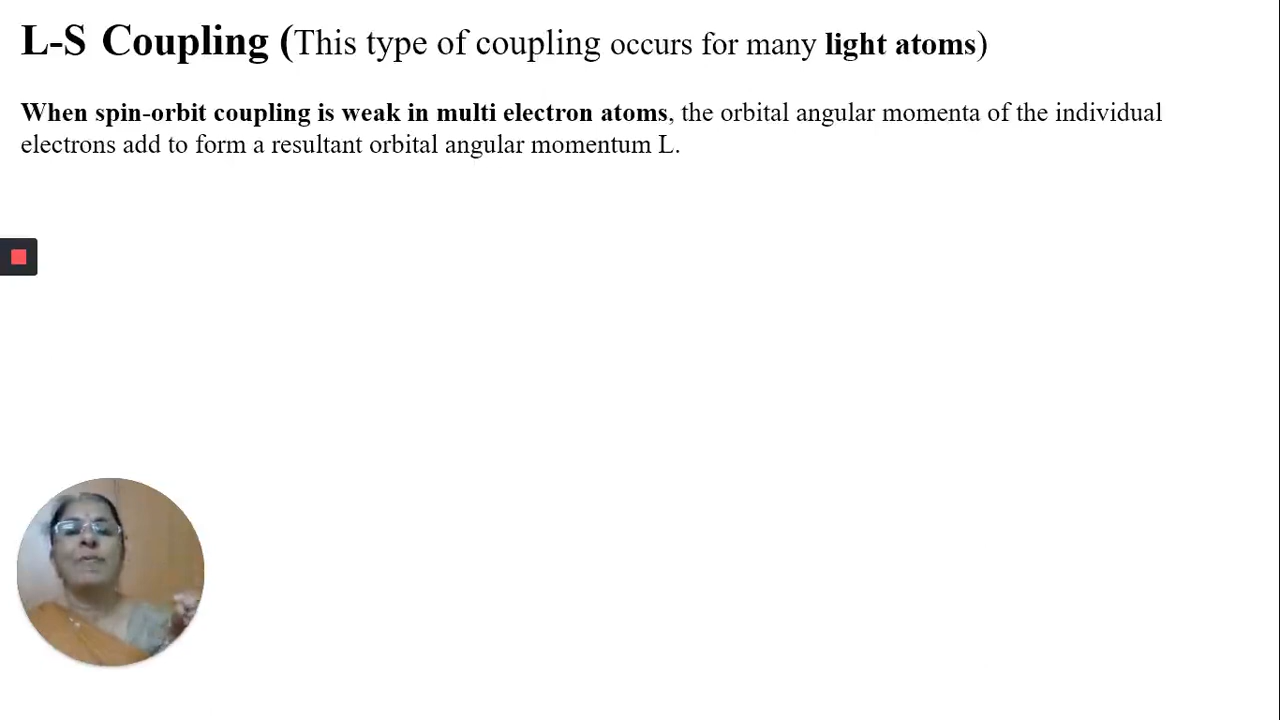 L-S Coupling (This type of coupling occurs for many light atoms)
When spin-orbit coupling is weak in multi electron atoms, the orbital angular momenta of the individual
electrons add to form a resultant orbital angular momentum L.